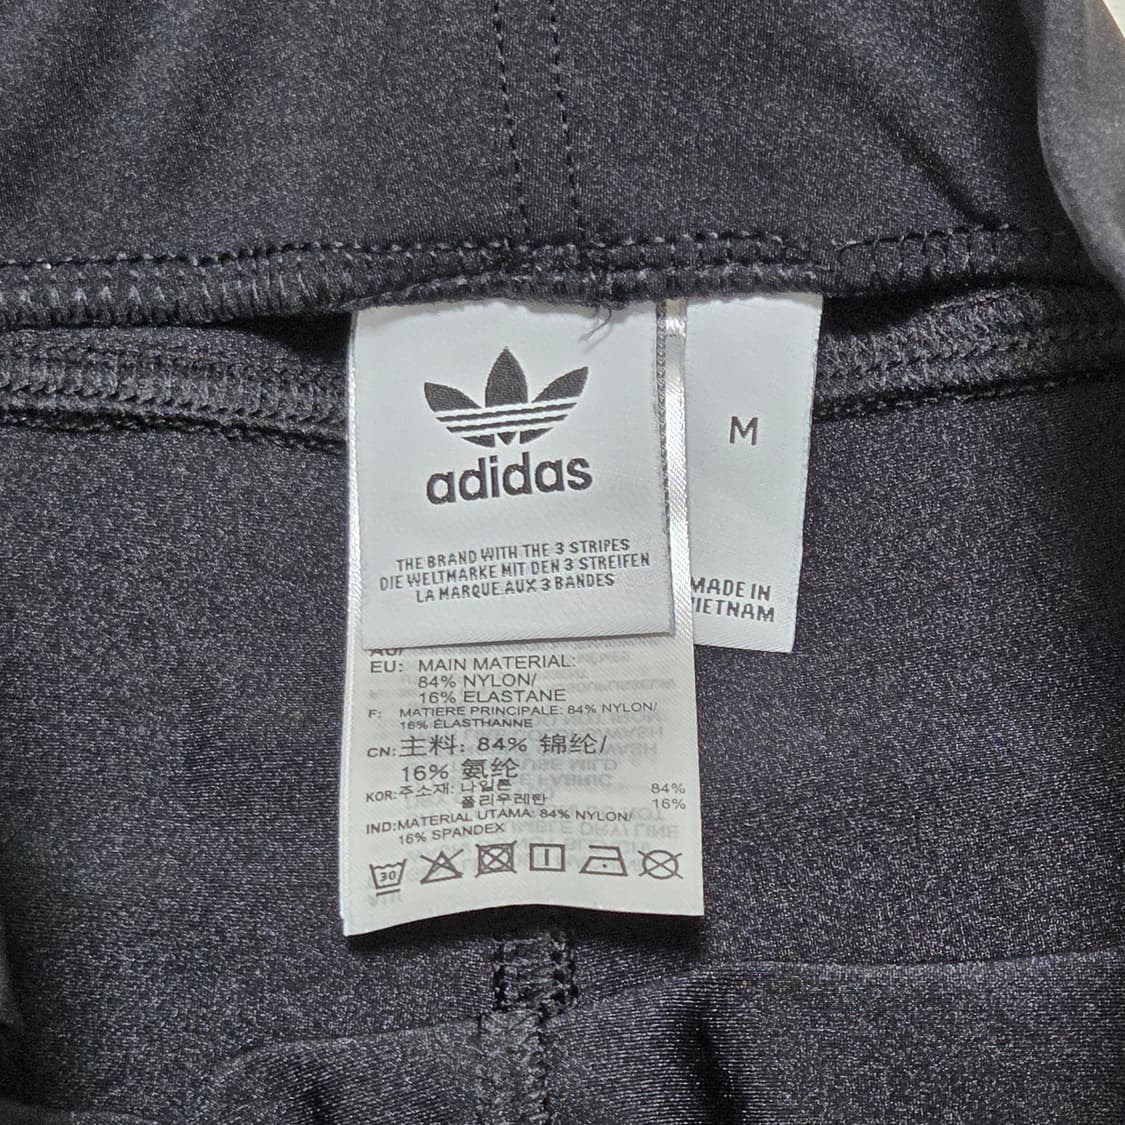 adidas
THE BRAND WITH THE 3 STRIPES
DIE WELTMARKE MIT DEN 3 STREIFEN
LA MARQUE AUX 3 BANDES
M
MADE IN
VIETNAM
EU: MAIN MATERIAL:
84% NYLON/
16% ELASTANE
F: MATIERE PRINCIPALE: 84% NYLON/
16% ÉLASTHANNE
CN: 主料: 84% 锦纶/
16% 氨纶
KOR: 주소재: 나일론 84%
폴리우레탄 16%
IND: MATERIAL UTAMA: 84% NYLON/
16% SPANDEX
30